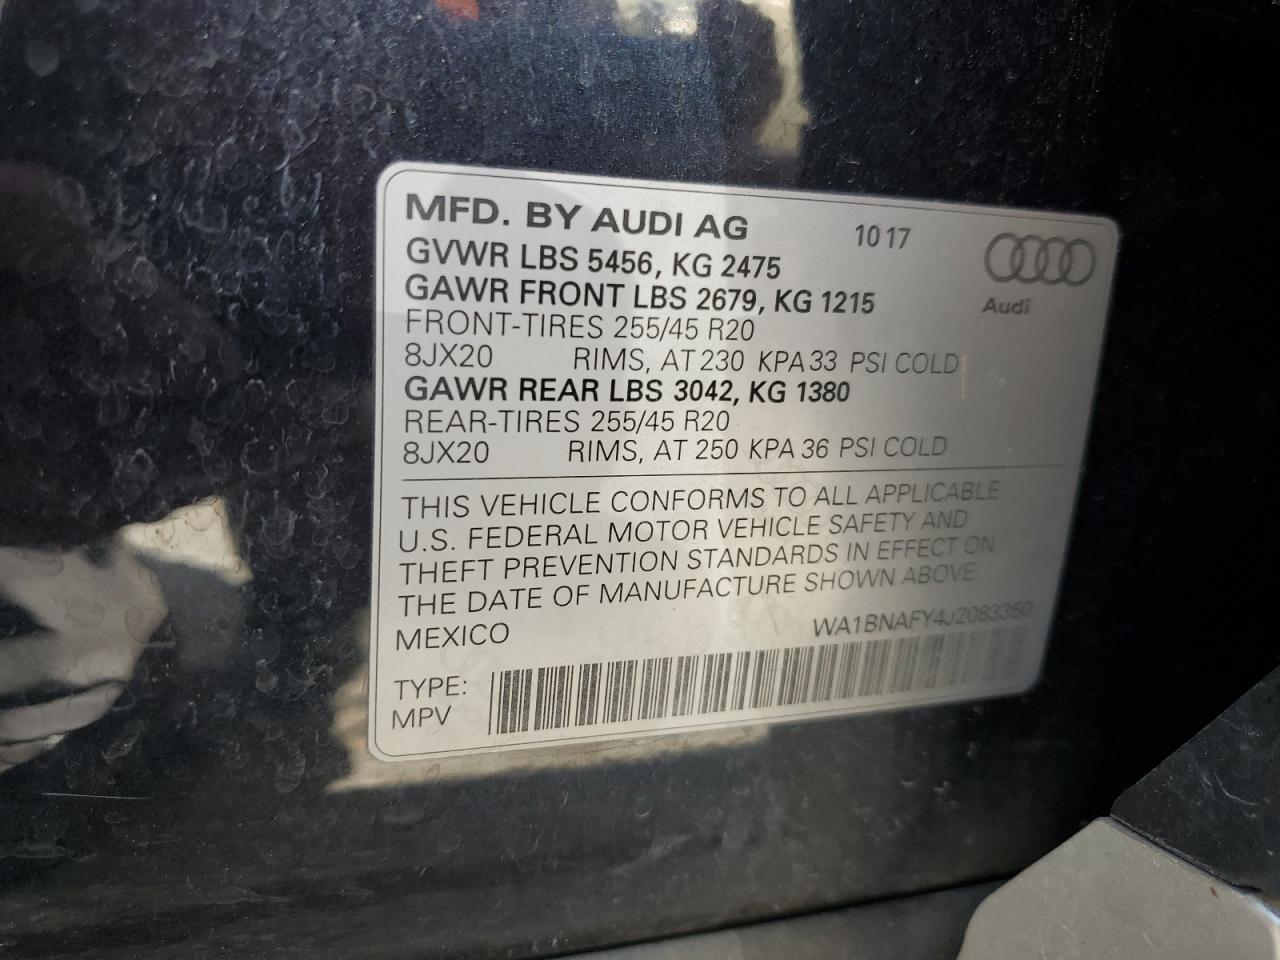 MFD. BY AUDI AG 10 17
GVWR LBS 5456, KG 2475
GAWR FRONT LBS 2679, KG 1215
Audi
FRONT-TIRES 255/45 R20
8JX20 RIMS, AT 230 KPA 33 PSI COLD
GAWR REAR LBS 3042, KG 1380
REAR-TIRES 255/45 R20
8JX20 RIMS, AT 250 KPA 36 PSI COLD
THIS VEHICLE CONFORMS TO ALL APPLICABLE
U.S. FEDERAL MOTOR VEHICLE SAFETY AND
THEFT PREVENTION STANDARDS IN EFFECT ON
THE DATE OF MANUFACTURE SHOWN ABOVE.
MEXICO WA1BNAFY4J2083350
TYPE:
MPV